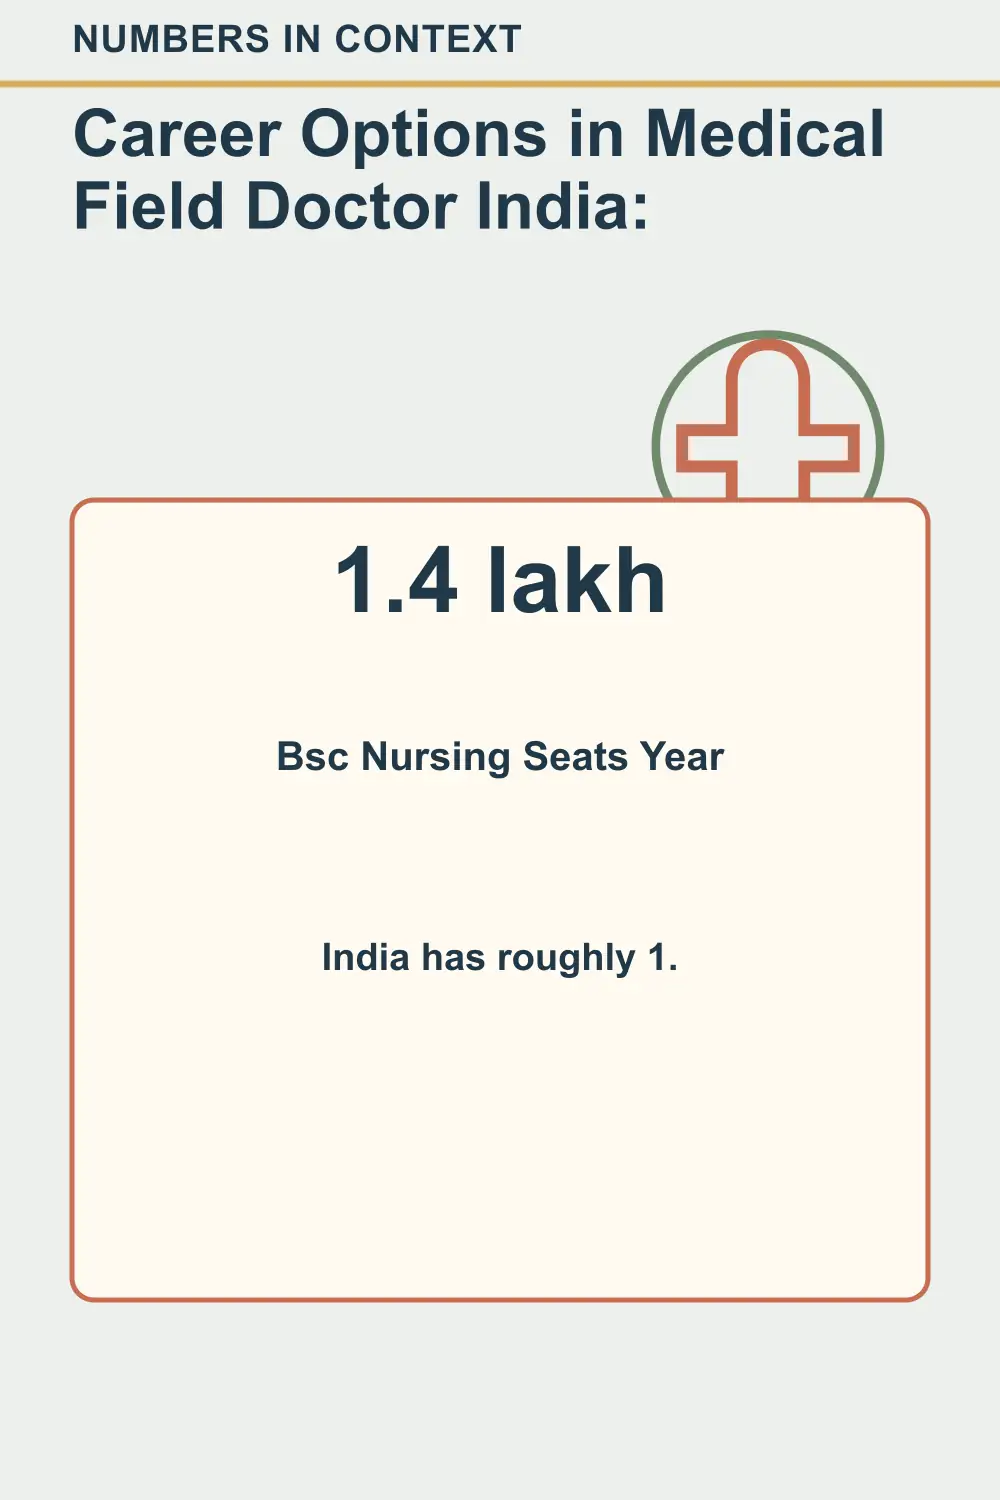 NUMBERS IN CONTEXT
Career Options in Medical
Field Doctor India:
1.4 lakh
Bsc Nursing Seats Year
India has roughly 1.